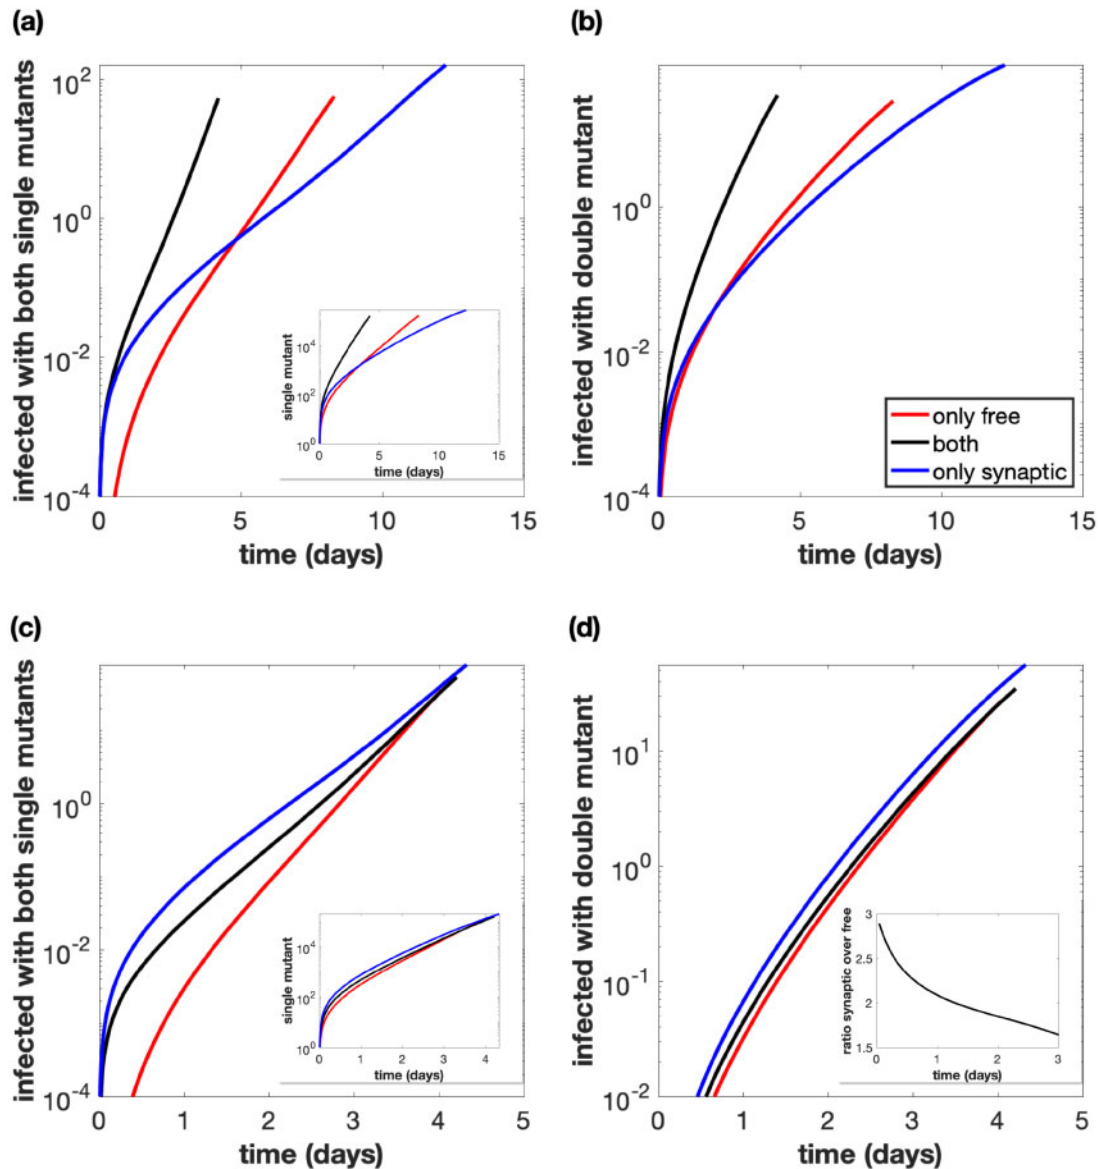 (a)
infected with both single mutants
10^2
10^0
10^-2
10^-4
0 5 10 15
time (days)
single mutant
10^4
10^2
10^0
0 5 10 15
time (days)
(b)
infected with double mutant
10^0
10^-2
10^-4
0 5 10 15
time (days)
only free
both
only synaptic
(c)
infected with both single mutants
10^0
10^-2
10^-4
0 1 2 3 4 5
time (days)
single mutant
10^4
10^2
10^0
0 1 2 3 4
time (days)
(d)
infected with double mutant
10^1
10^0
10^-1
10^-2
0 1 2 3 4 5
time (days)
ratio synaptic over free
3
2.5
2
1.5
0 1 2 3
time (days)